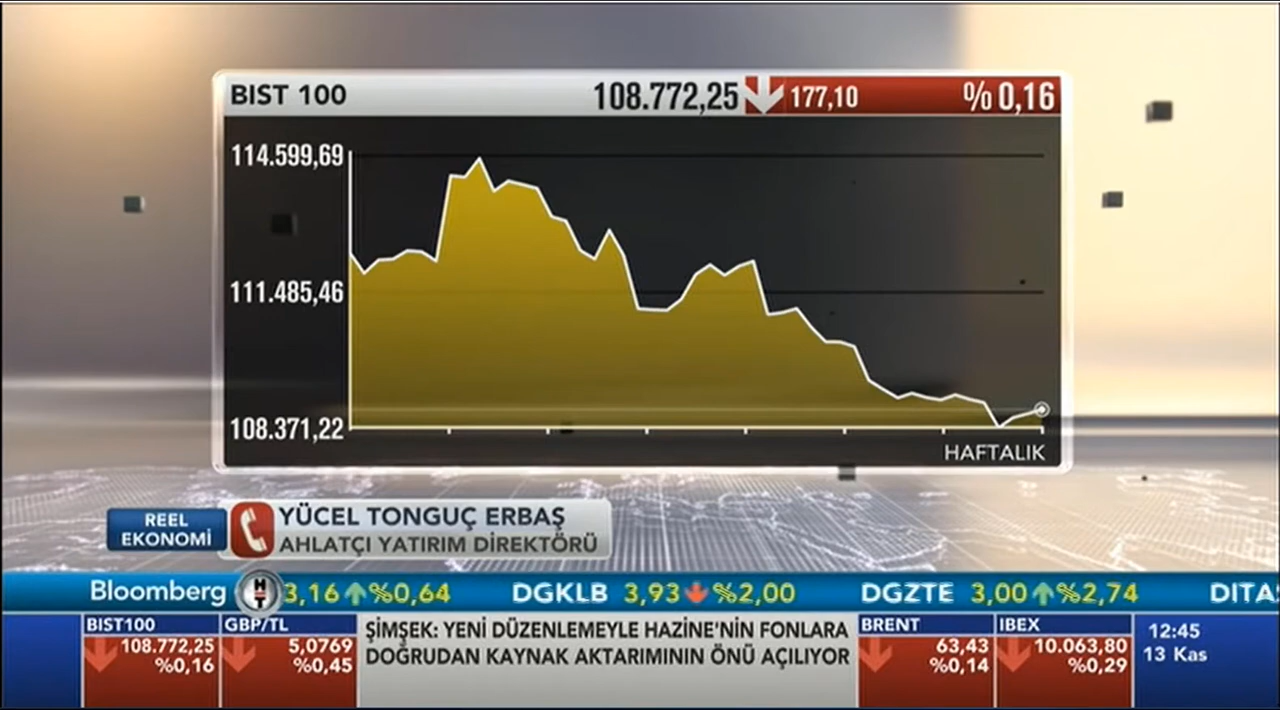 BIST 100 108.772,25 177,10 %0,16
114.599,69
111.485,46
108.371,22
HAFTALIK
REEL
EKONOMİ
YÜCEL TONGUÇ ERBAŞ
AHLATÇI YATIRIM DİREKTÖRÜ
Bloomberg HT 3,16 %0,64 DGKLB 3,93 %2,00 DGZTE 3,00 %2,74 DITAS
BIST100
108.772,25
%0,16
GBP/TL
5,0769
%0,45
ŞİMŞEK: YENİ DÜZENLEMEYLE HAZİNE'NİN FONLARA
DOĞRUDAN KAYNAK AKTARIMININ ÖNÜ AÇILIYOR
BRENT
63,43
%0,14
IBEX
10.063,80
%0,29
12:45
13 Kas